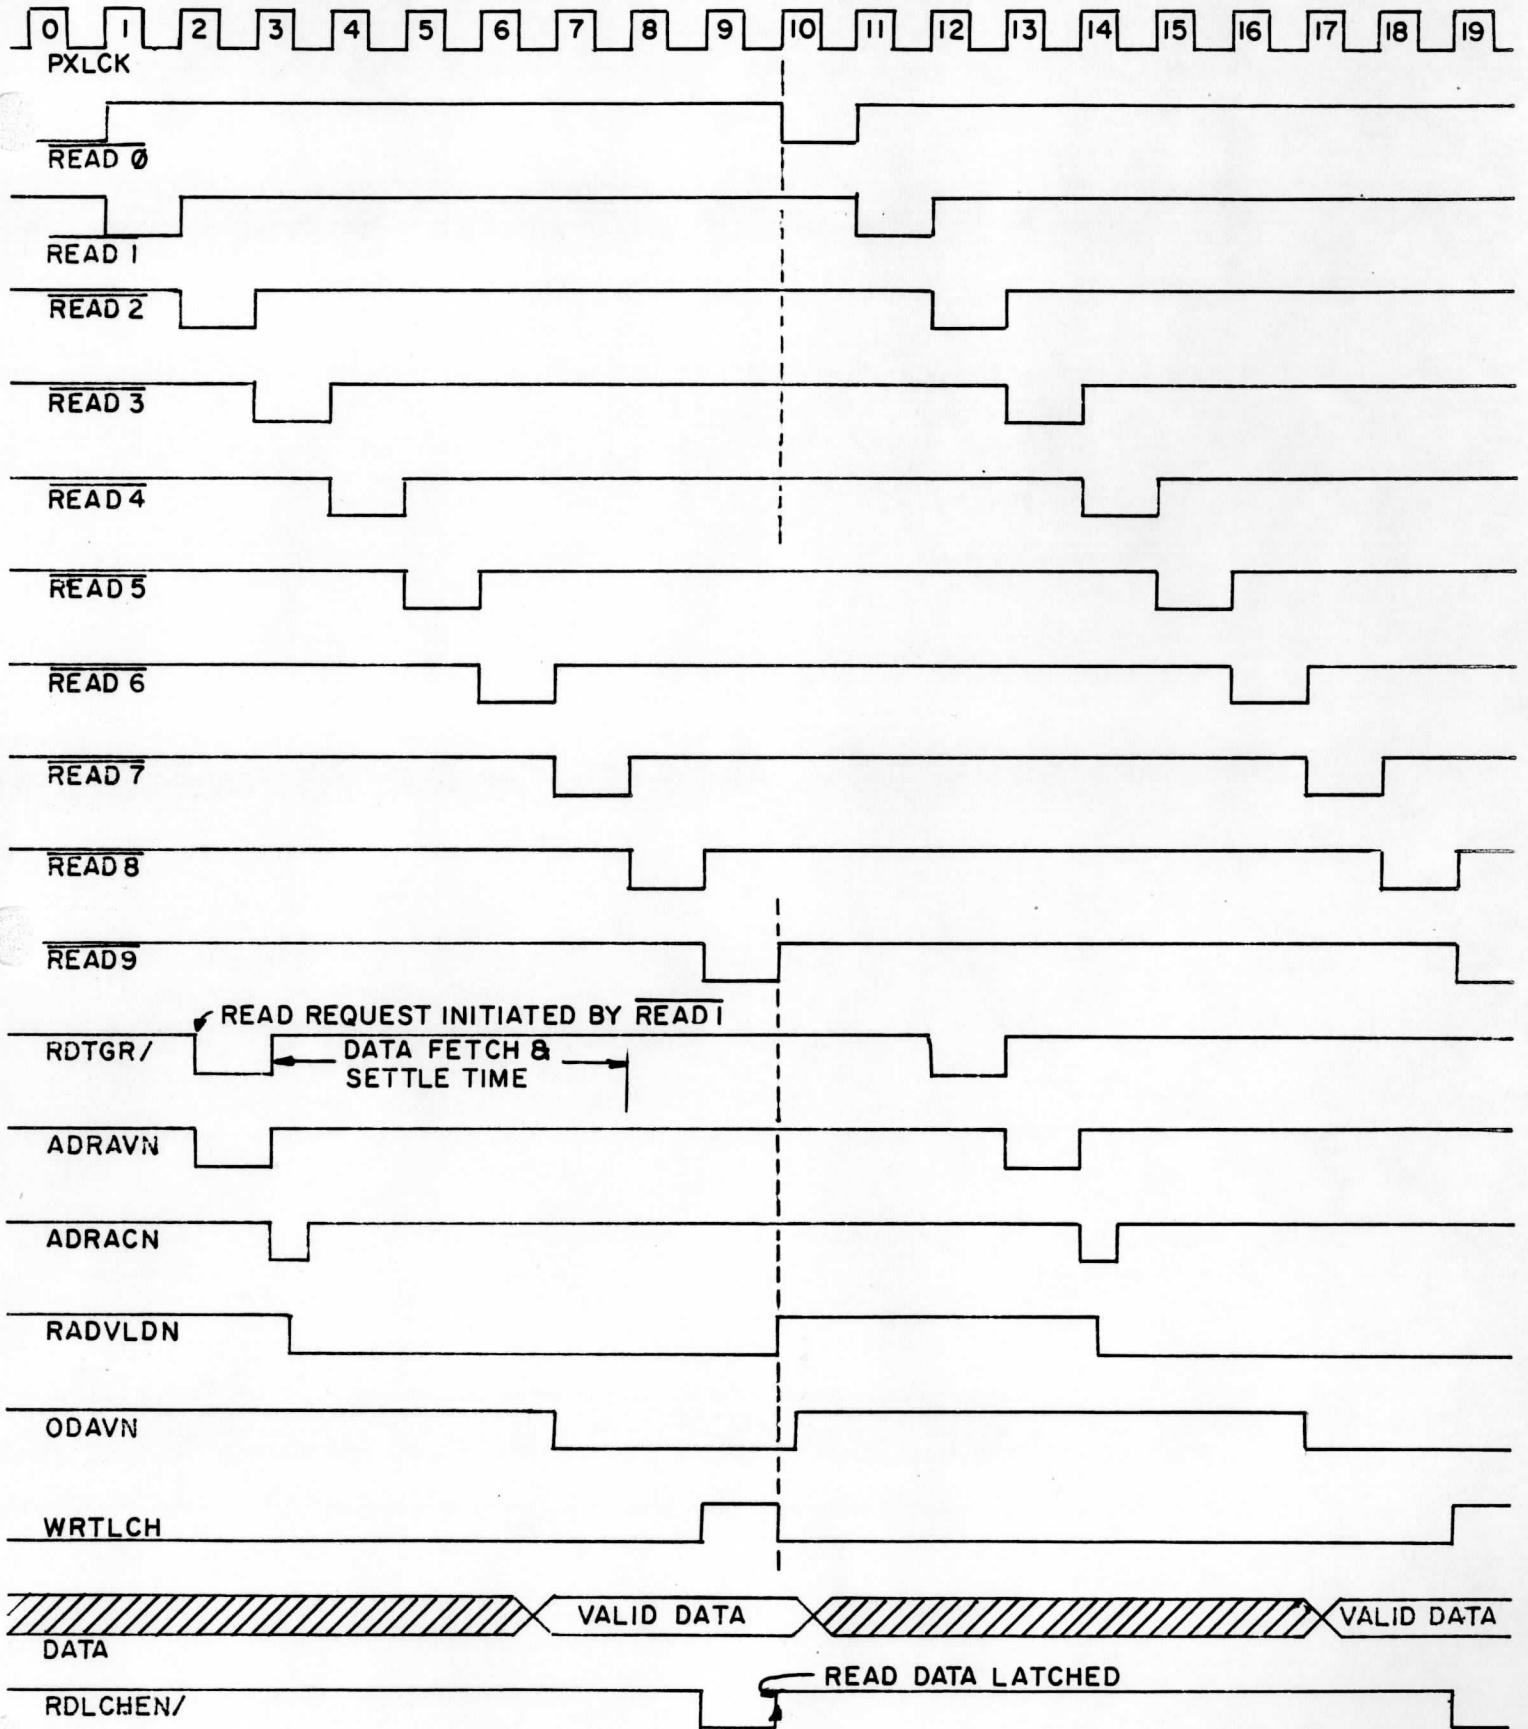 0 1 2 3 4 5 6 7 8 9 10 11 12 13 14 15 16 17 18 19
PXLCK
READ Ø
READ 1
READ 2
READ 3
READ 4
READ 5
READ 6
READ 7
READ 8
READ 9
READ REQUEST INITIATED BY READ 1
RDTGR/
DATA FETCH &
SETTLE TIME
ADRAVN
ADRACN
RADVLDN
ODAVN
WRTLCH
VALID DATA VALID DATA
DATA
READ DATA LATCHED
RDLCHEN/